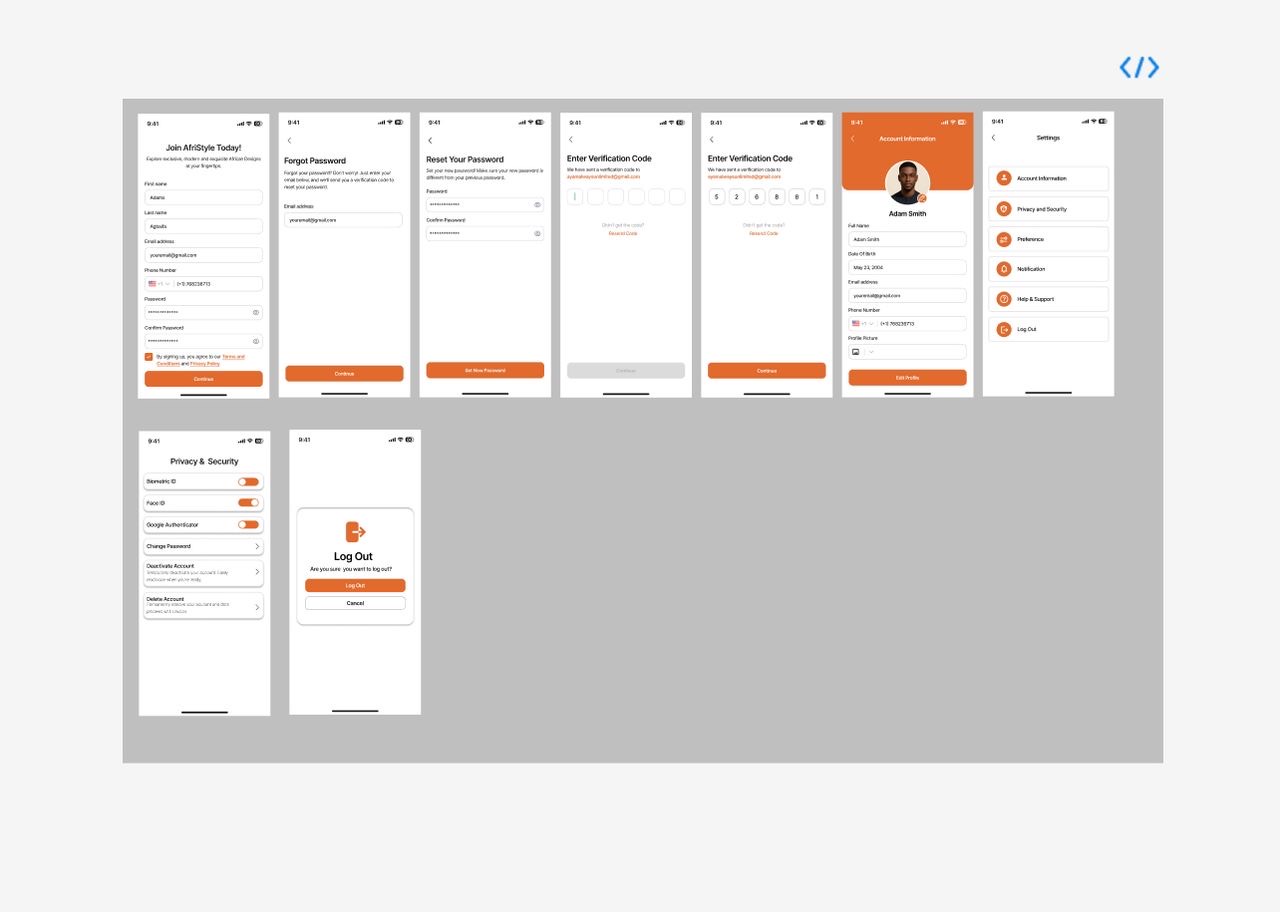 9:41
Join AfriStyle Today!
Explore exclusive, modern and exquisite African Designs
at your fingertips.
First name
Adams
Last name
Email address
youremail@gmail.com
Phone Number
+1 (+1) 768238713
Password
*************
Confirm Password
*************
By signing up, you agree to our Terms and
Conditions and Privacy Policy.
Continue
9:41
Forgot Password
Forgot your password? Don't worry! Just enter your
email below, and we'll send you a verification code to
reset your password.
Email address
youremail@gmail.com
Continue
9:41
Reset Your Password
Set your new password! Make sure your new password is
different from your previous password.
Password
*************
Confirm Password
*************
Set New Password
9:41
Enter Verification Code
We have sent a verification code to
Didn't get the code?
Resend Code
Continue
9:41
Enter Verification Code
We have sent a verification code to
5 2 6 8 8 1
Didn't get the code?
Resend Code
Continue
9:41
Account Information
Adam Smith
Full Name
Adam Smith
Date Of Birth
May 23, 2004
Email address
youremail@gmail.com
Phone Number
+1 (+1) 768238713
Profile Picture
Edit Profile
9:41
Settings
Account Information
Privacy and Security
Preference
Notification
Help & Support
Log Out
9:41
Privacy & Security
Biometric ID
Face ID
Google Authenticator
Change Password
Deactivate Account
Delete Account
9:41
Log Out
Are you sure you want to log out?
Log Out
Cancel